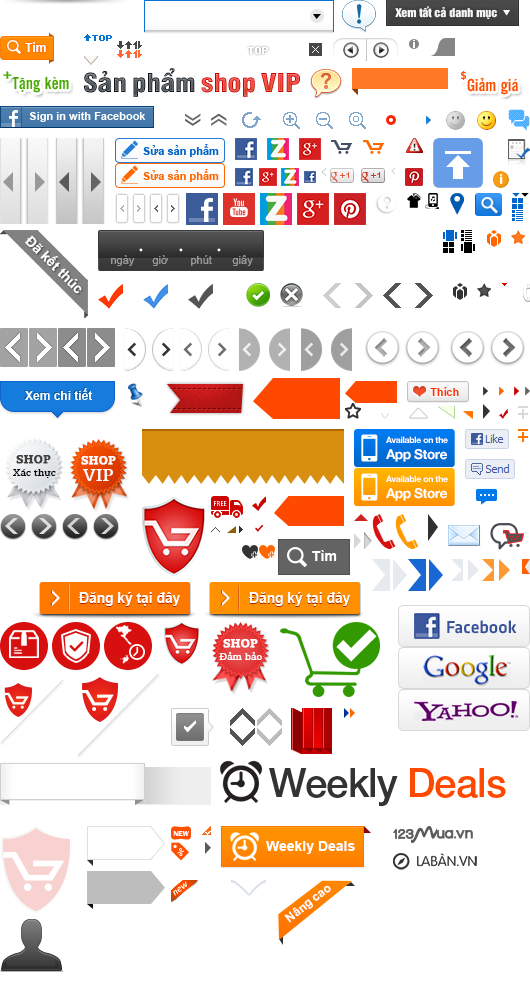 Xem tất cả danh mục
Tìm
TOP
TOP
Tặng kèm
Sản phẩm shop VIP
?
$Giảm giá
Sign in with Facebook
Sửa sản phẩm
Sửa sản phẩm
g+1
g+1
You Tube
g+
?
Đã kết thúc
ngày giờ phút giây
Xem chi tiết
Thích
SHOP
Xác thực
SHOP
VIP
Available on the
App Store
Available on the
App Store
Like
Send
FREE
Tìm
Đăng ký tại đây
Đăng ký tại đây
SHOP
Đảm bảo
Facebook
Google
YAHOO!
Weekly Deals
NEW
Weekly Deals
123Mua.vn
LABÀN.VN
new
Nâng cao